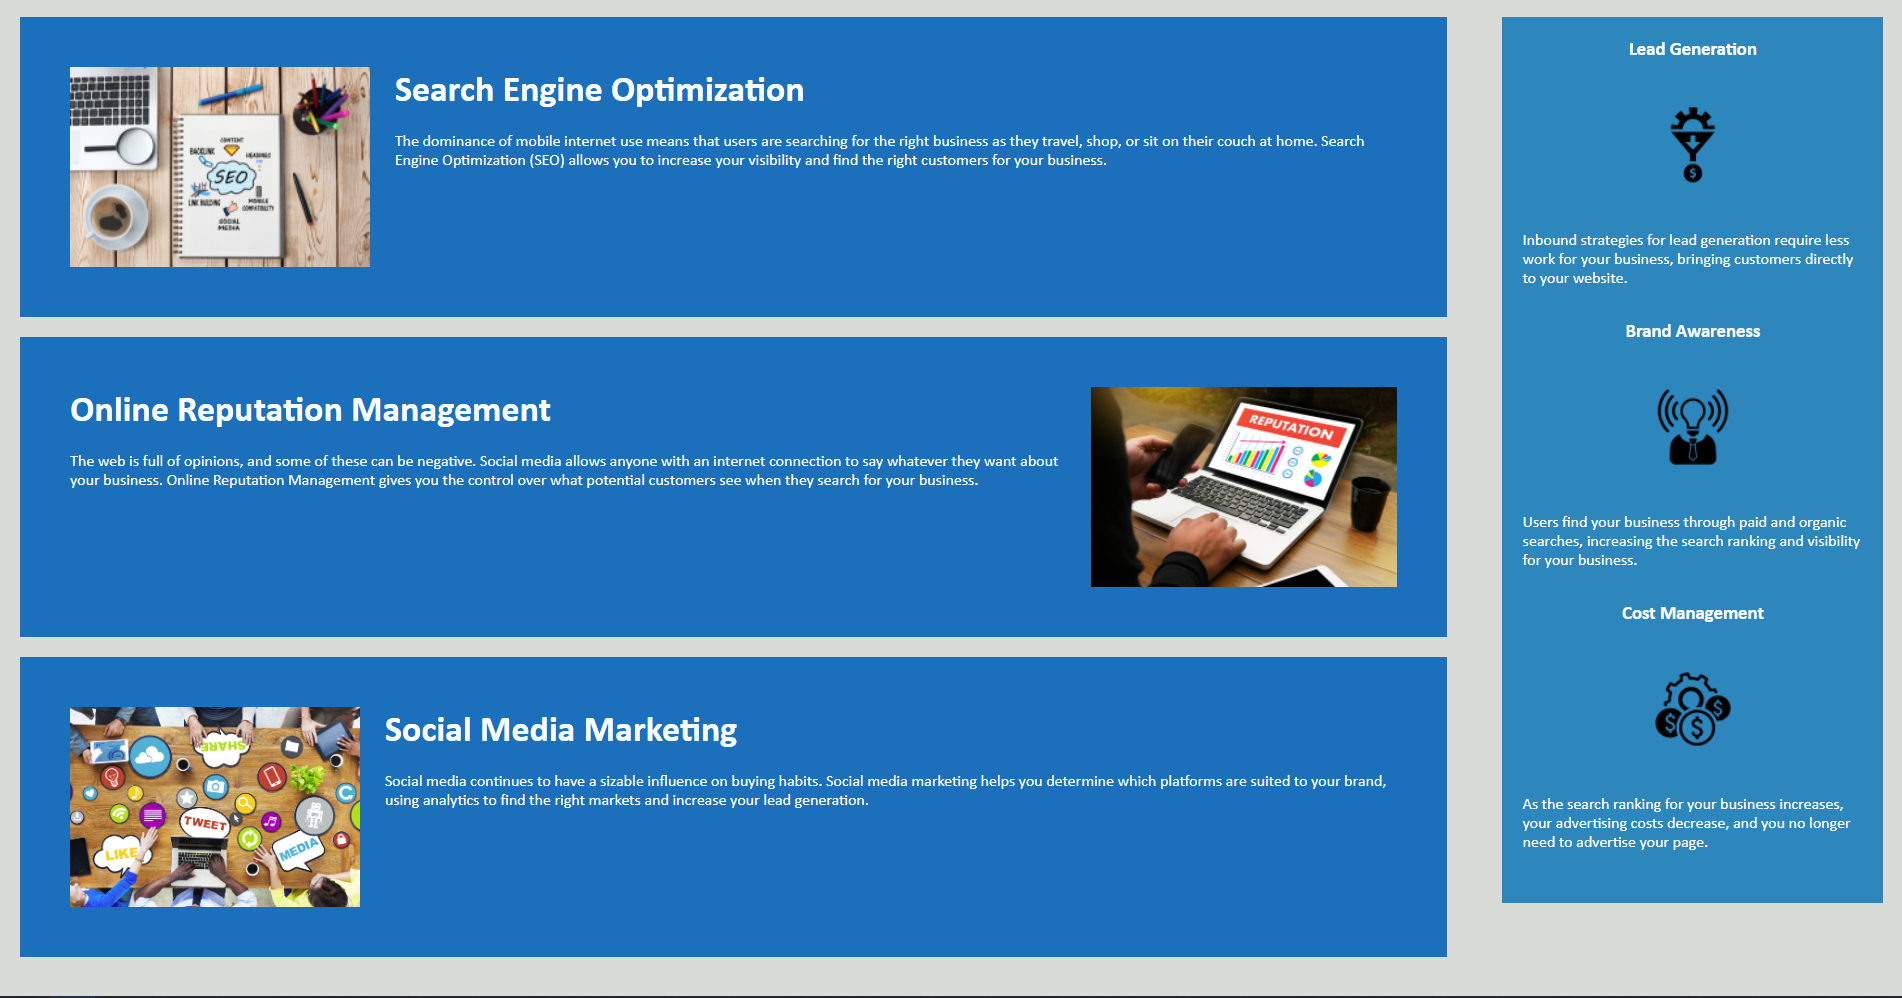 Search Engine Optimization
The dominance of mobile internet use means that users are searching for the right business as they travel, shop, or sit on their couch at home. Search
Engine Optimization (SEO) allows you to increase your visibility and find the right customers for your business.
CONTENT
BACKLINK
HEADINGS
SEO
LINK BUILDING
MOBILE
COMPATIBILITY
SOCIAL
MEDIA
Online Reputation Management
The web is full of opinions, and some of these can be negative. Social media allows anyone with an internet connection to say whatever they want about
your business. Online Reputation Management gives you the control over what potential customers see when they search for your business.
REPUTATION
Social Media Marketing
Social media continues to have a sizable influence on buying habits. Social media marketing helps you determine which platforms are suited to your brand,
using analytics to find the right markets and increase your lead generation.
SHARE
TWEET
LIKE
MEDIA
Lead Generation
$
Inbound strategies for lead generation require less
work for your business, bringing customers directly
to your website.
Brand Awareness
Users find your business through paid and organic
searches, increasing the search ranking and visibility
for your business.
Cost Management
$ $ $
As the search ranking for your business increases,
your advertising costs decrease, and you no longer
need to advertise your page.